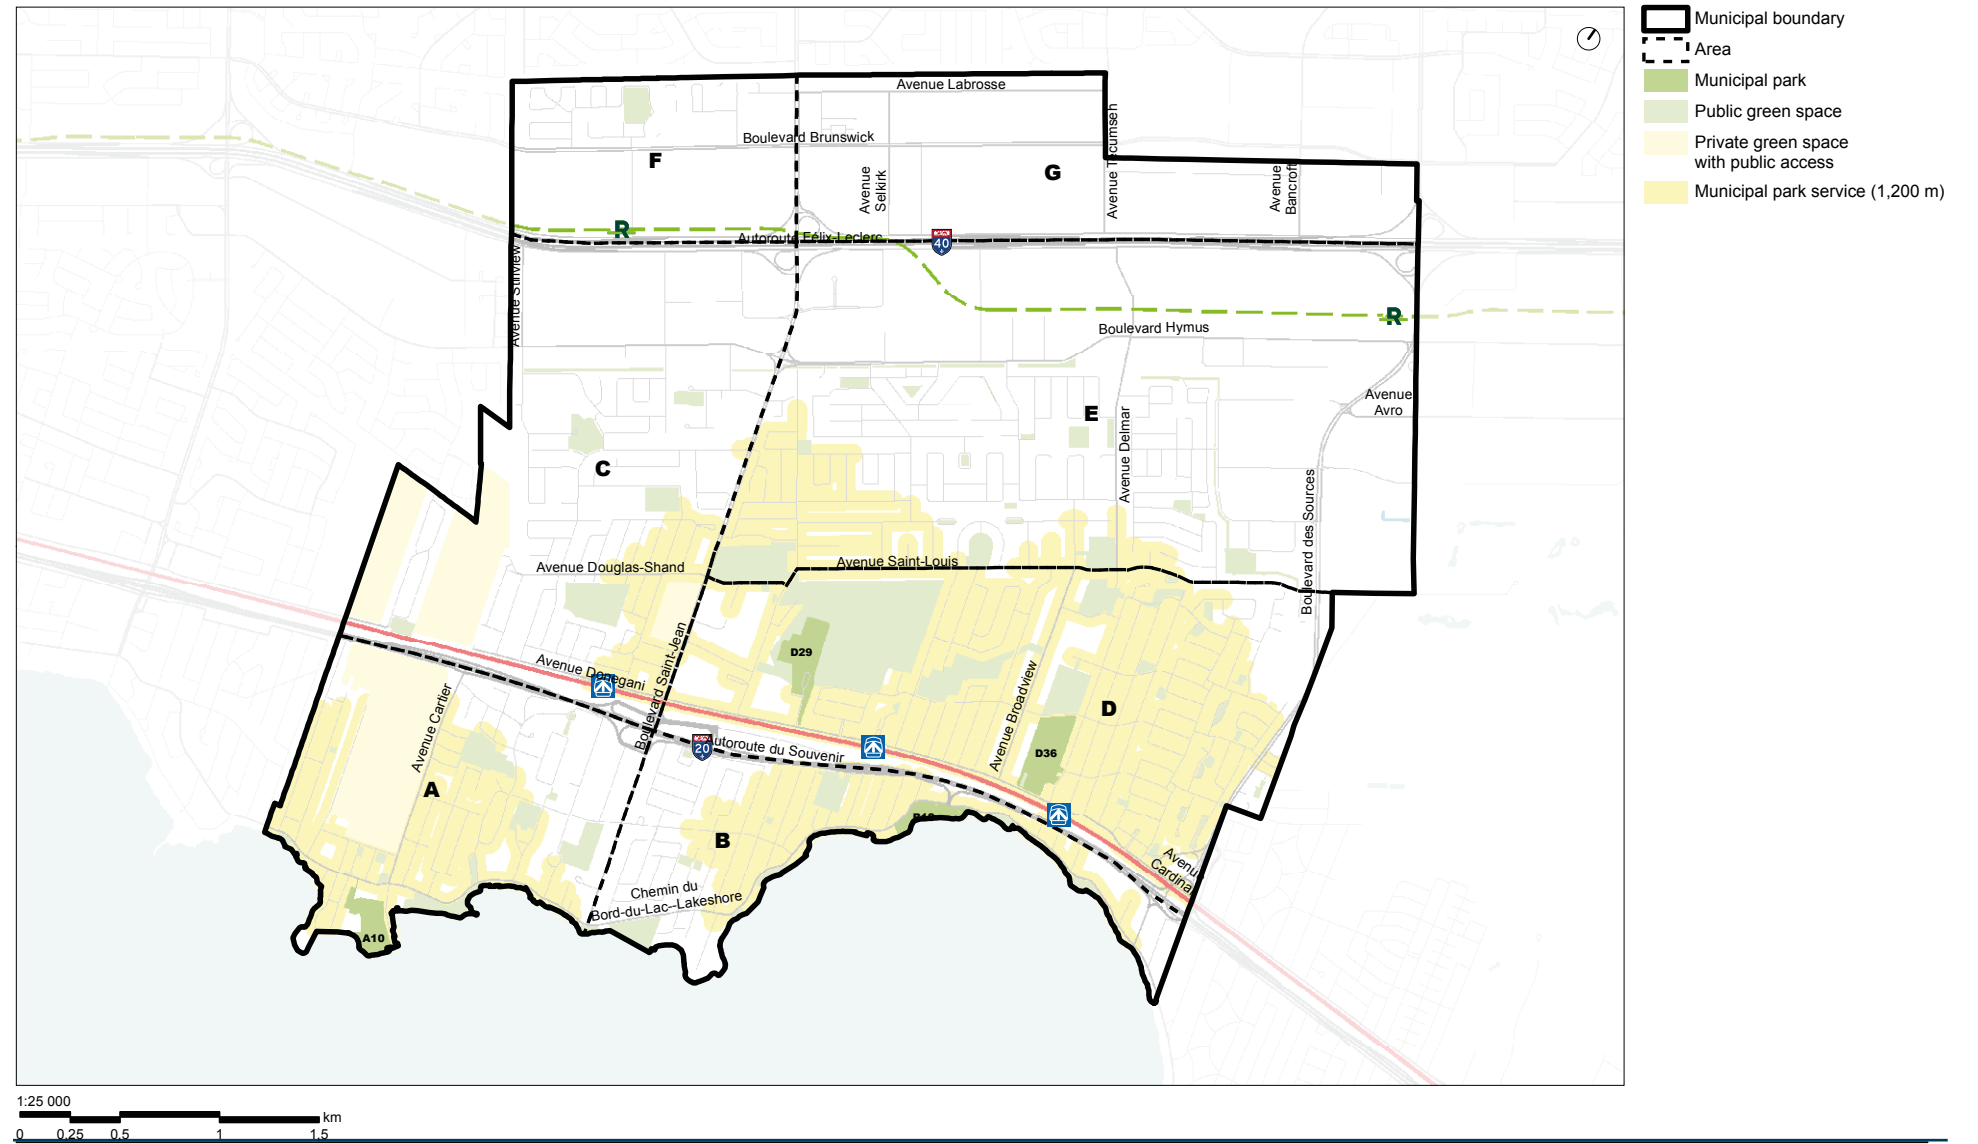 Municipal boundary
Area
Municipal park
Public green space
Private green space
with public access
Municipal park service (1,200 m)
Avenue Labrosse
Boulevard Brunswick
F
G
Avenue Tecumseh
Avenue
Selkirk
Avenue
Bancroft
R
Autoroute Félix-Leclerc
40
Avenue Stillview
R
Boulevard Hymus
Avenue
Avro
E
Avenue Delmar
C
Boulevard des Sources
Avenue Douglas-Shand
Avenue Saint-Louis
D29
Avenue Donegani
Boulevard Saint-Jean
Avenue Broadview
D
Avenue Cartier
20
Autoroute du Souvenir
D36
A
B
Avenue
Cardinal
Chemin du
Bord-du-Lac--Lakeshore
A10
1:25 000
km
0 0.25 0.5 1 1.5